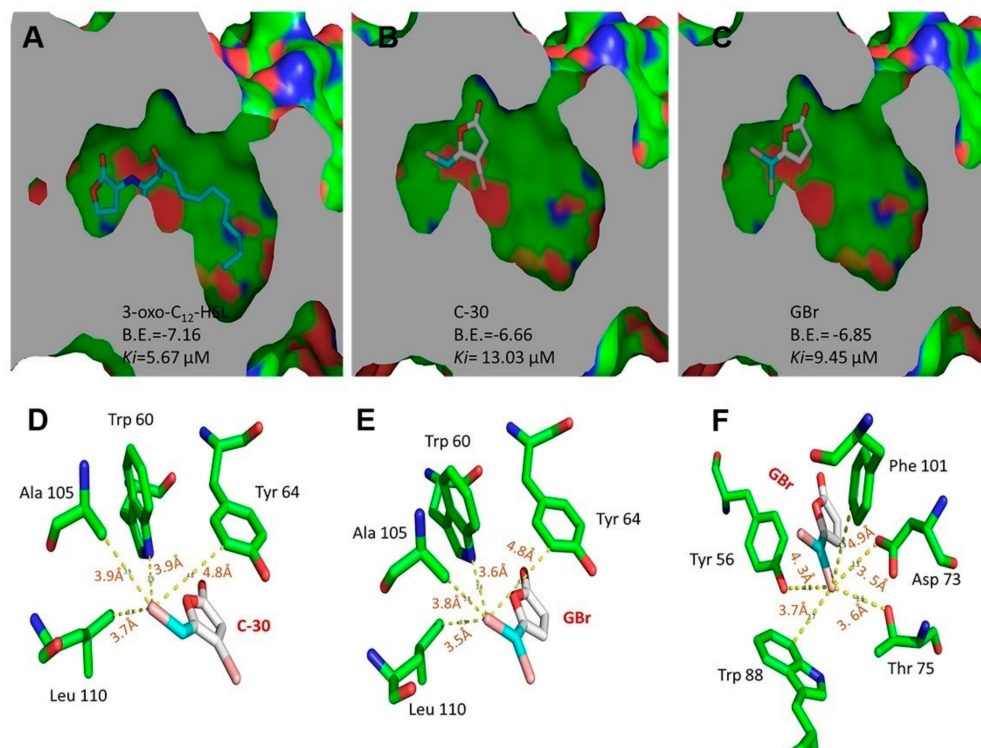 A
B
C
3-oxo-C₁₂-HSL
B.E.=-7.16
Ki=5.67 µM
C-30
B.E.=-6.66
Ki= 13.03 µM
GBr
B.E.=-6.85
Ki=9.45 µM
D
Trp 60
Ala 105
Tyr 64
3.9Å
3.9Å
4.8Å
3.7Å
C-30
Leu 110
E
Trp 60
Ala 105
Tyr 64
4.8Å
3.6Å
3.8Å
3.5Å
GBr
Leu 110
F
GBr
Phe 101
Tyr 56
4.3Å
4.9Å
3.5Å
Asp 73
3.7Å
3.6Å
Trp 88
Thr 75